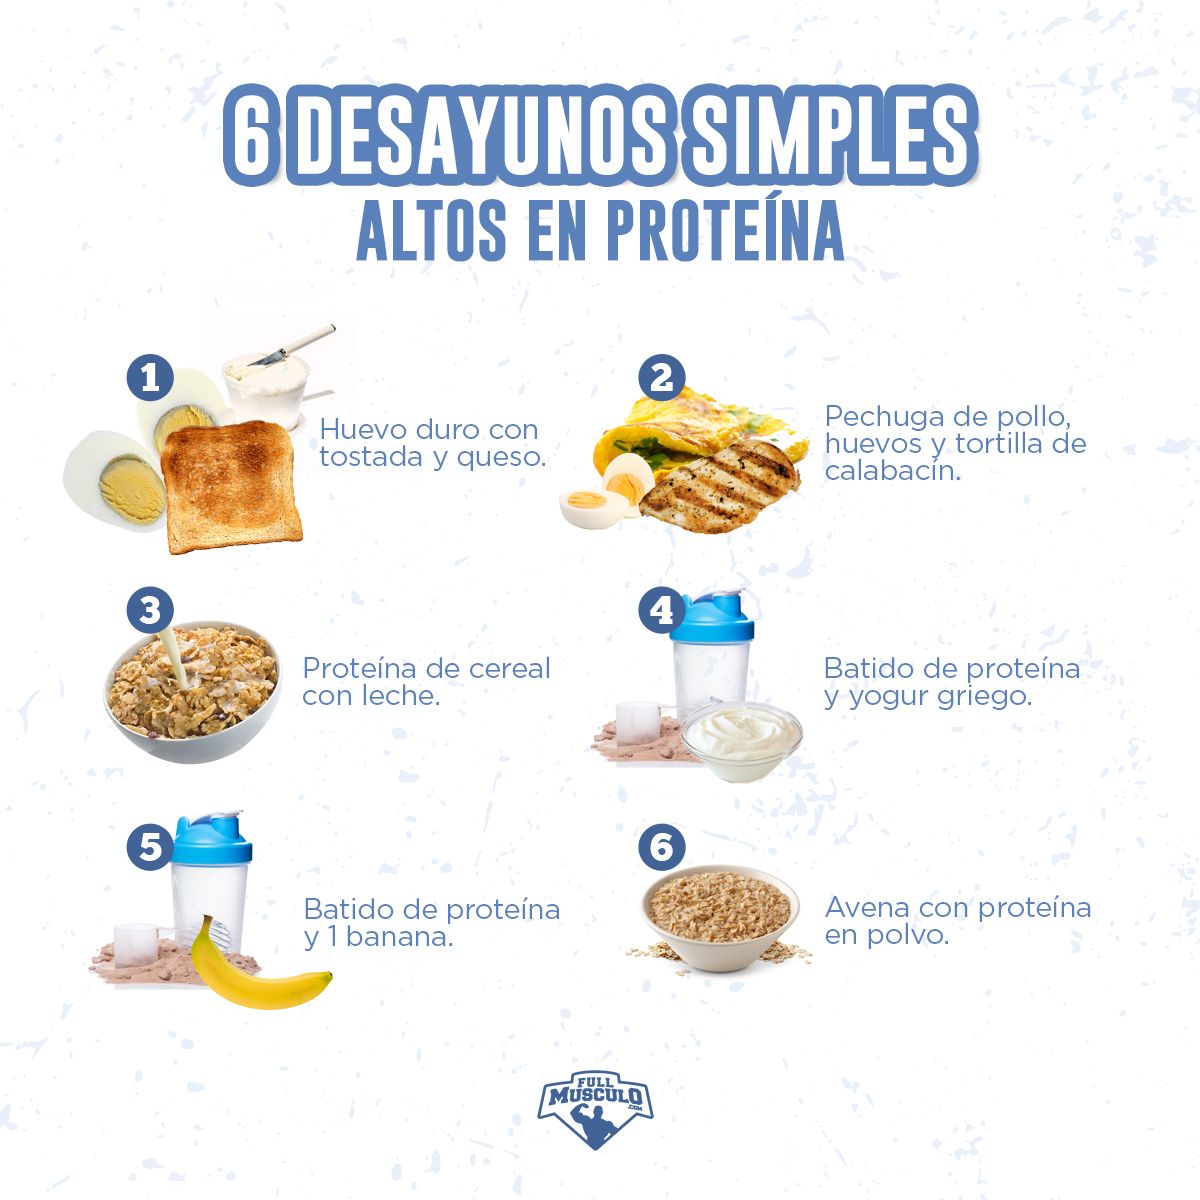 6 DESAYUNOS SIMPLES
ALTOS EN PROTEÍNA
1
Huevo duro con
tostada y queso.
2
Pechuga de pollo,
huevos y tortilla de
calabacín.
3
Proteína de cereal
con leche.
4
Batido de proteína
y yogur griego.
5
Batido de proteína
y 1 banana.
6
Avena con proteína
en polvo.
FULL
MUSCULO
.COM